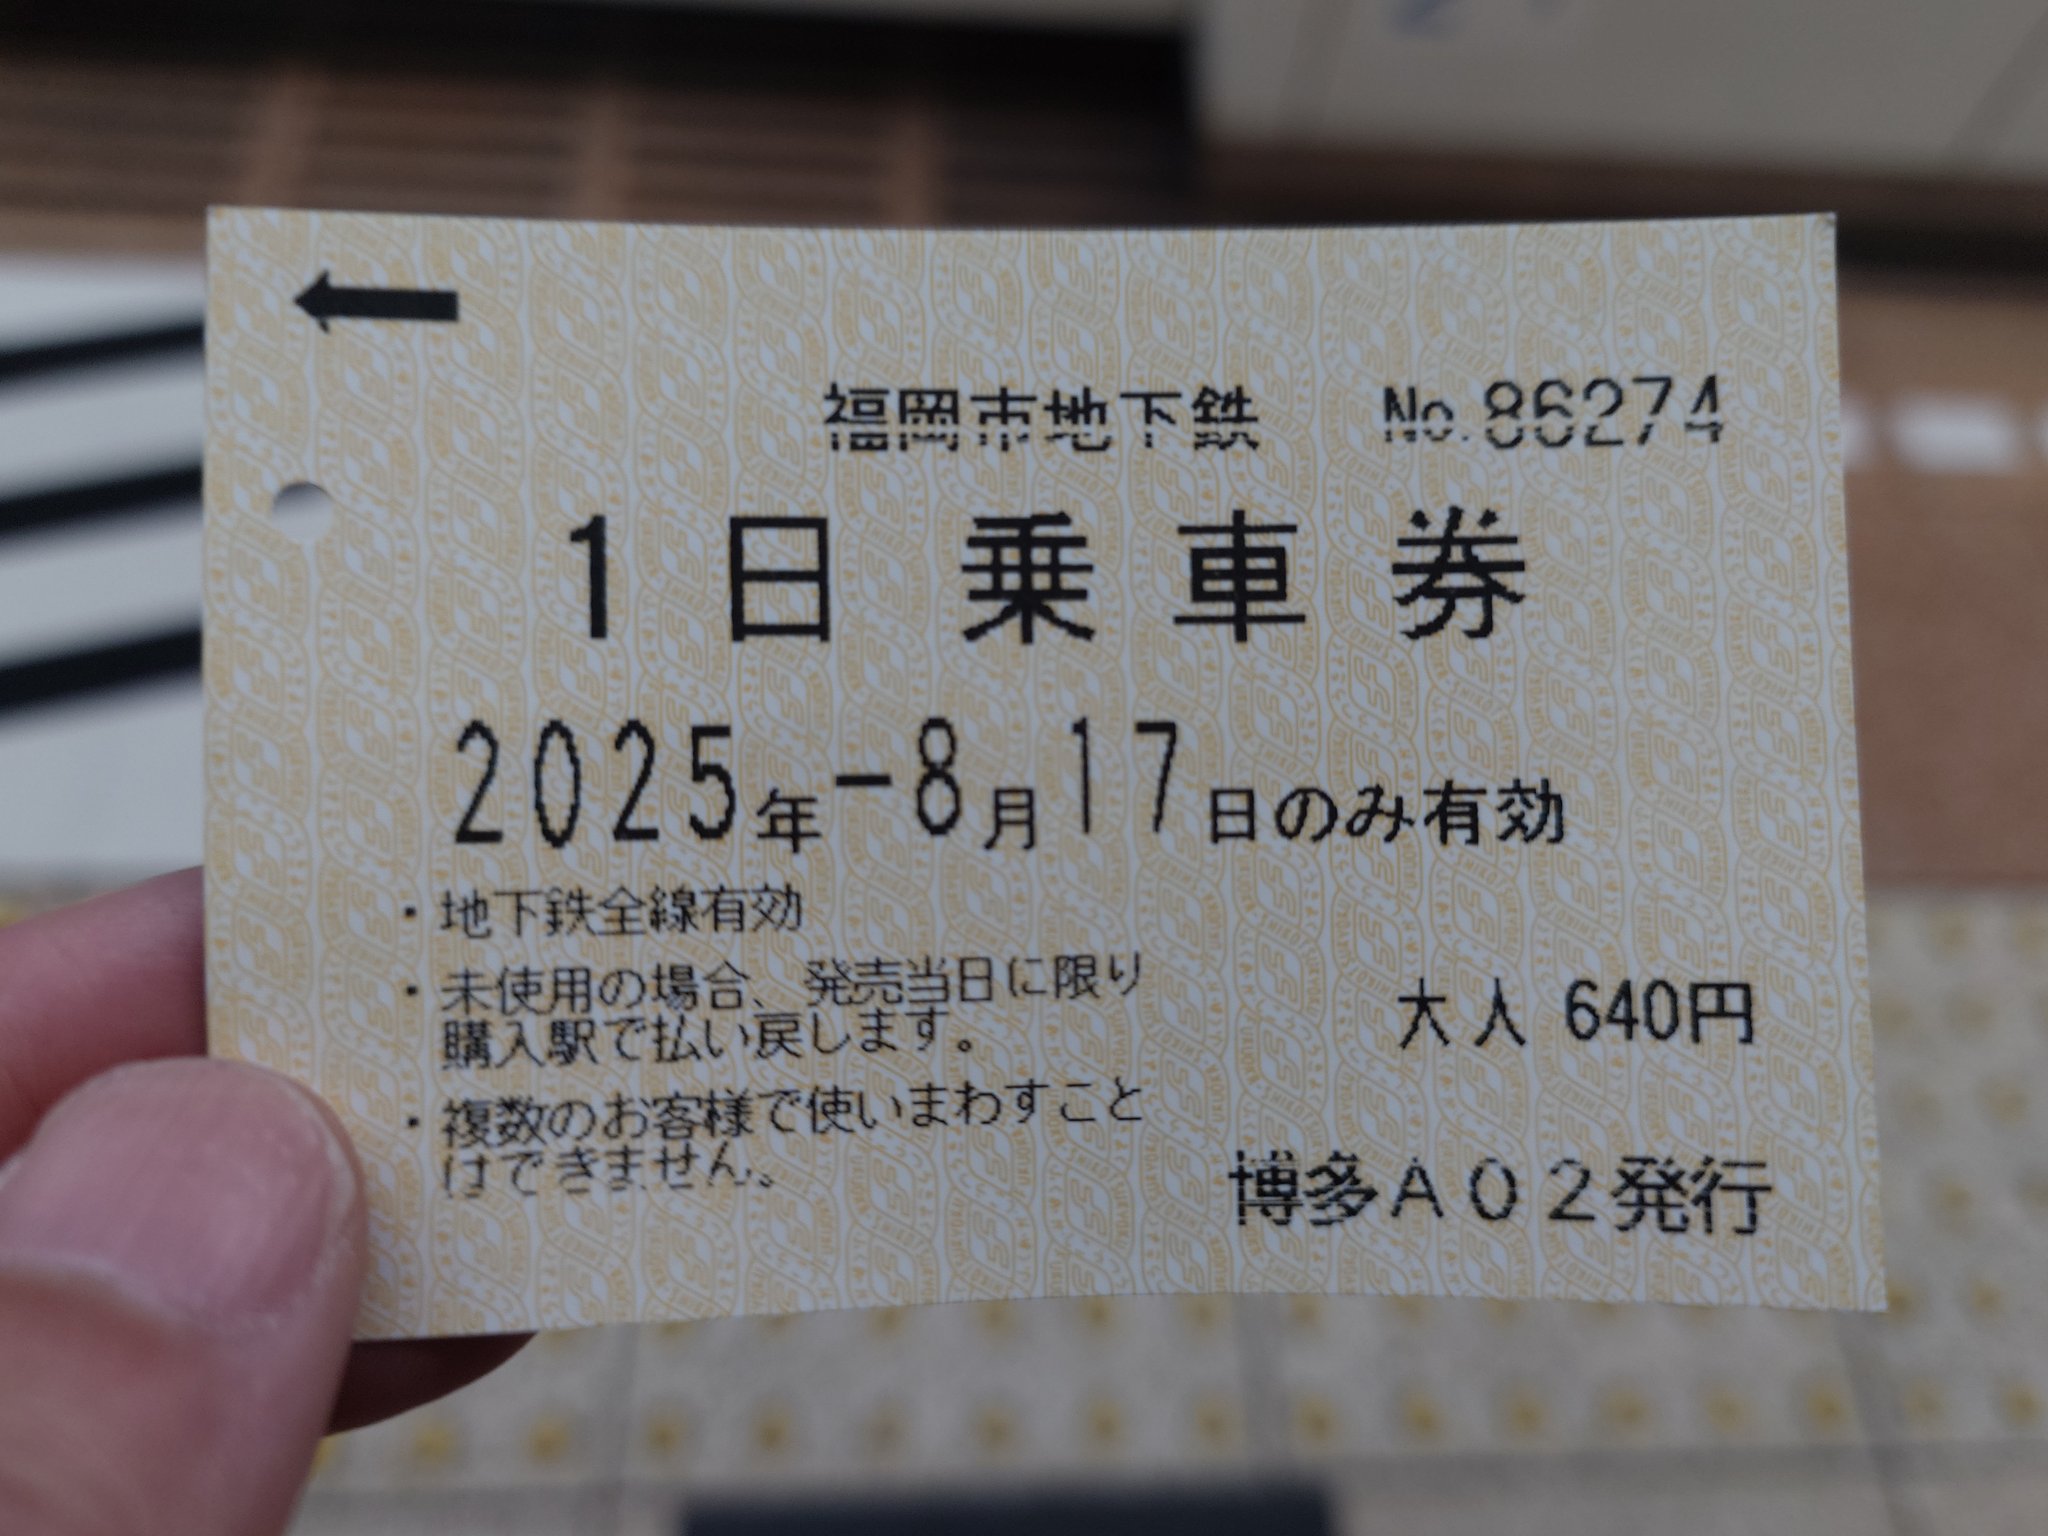 福岡市地下鉄 No.86274
1日乗車券
2025年-8月17日のみ有効
・地下鉄全線有効
・未使用の場合、発売当日に限り
購入駅で払い戻します。
・複数のお客様で使いまわすこと
はできません。
大人 640円
博多A02発行